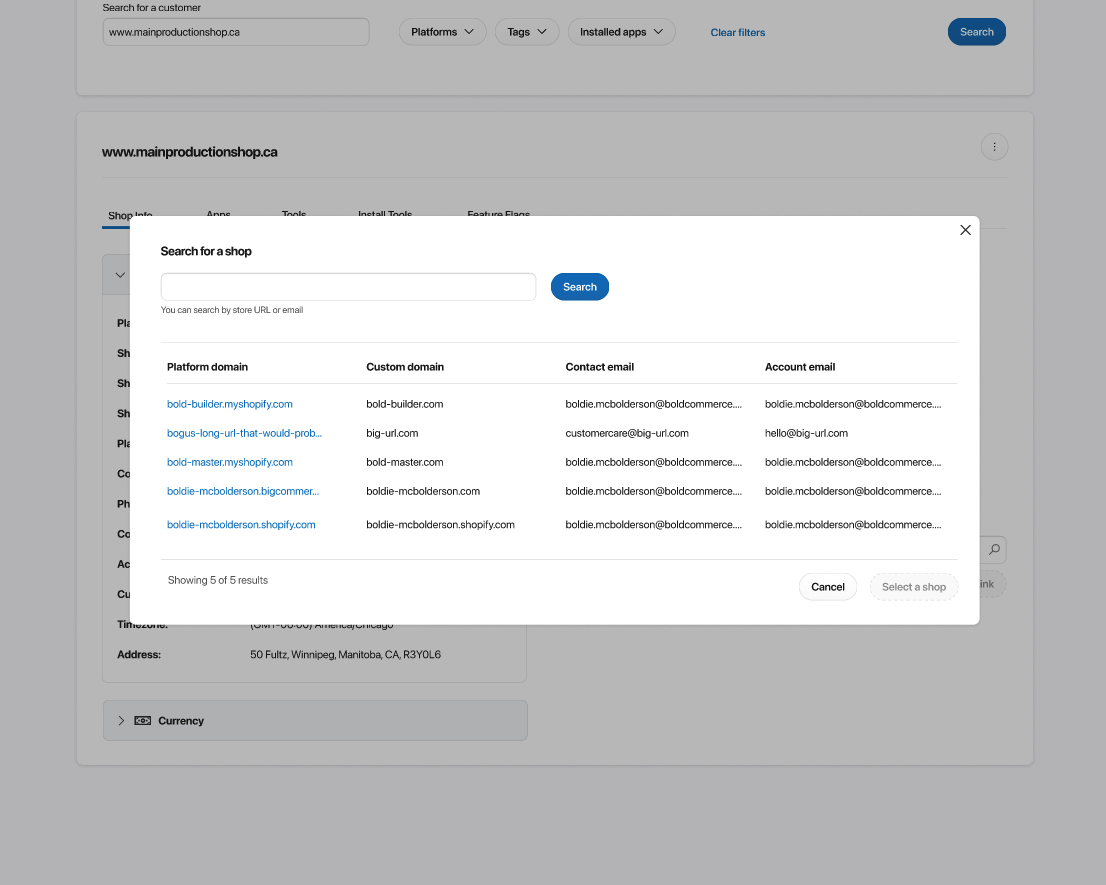 Search for a customer
www.mainproductionshop.ca Platforms Tags Installed apps Clear filters Search
www.mainproductionshop.ca
Shop Info Apps Tools Install Tools Feature Flags
Search for a shop
Search
You can search by store URL or email
Platform domain Custom domain Contact email Account email
bold-builder.myshopify.com bold-builder.com boldie.mcbolderson@boldcommerce.... boldie.mcbolderson@boldcommerce....
bogus-long-url-that-would-prob... big-url.com customercare@big-url.com hello@big-url.com
bold-master.myshopify.com bold-master.com boldie.mcbolderson@boldcommerce.... boldie.mcbolderson@boldcommerce....
boldie-mcbolderson.bigcommer... boldie-mcbolderson.com boldie.mcbolderson@boldcommerce.... boldie.mcbolderson@boldcommerce....
boldie-mcbolderson.shopify.com boldie-mcbolderson.shopify.com boldie.mcbolderson@boldcommerce.... boldie.mcbolderson@boldcommerce....
Showing 5 of 5 results
Cancel Select a shop
Timezone: (GMT-06:00) America/Chicago
Address: 50 Fultz, Winnipeg, Manitoba, CA, R3Y0L6
Currency